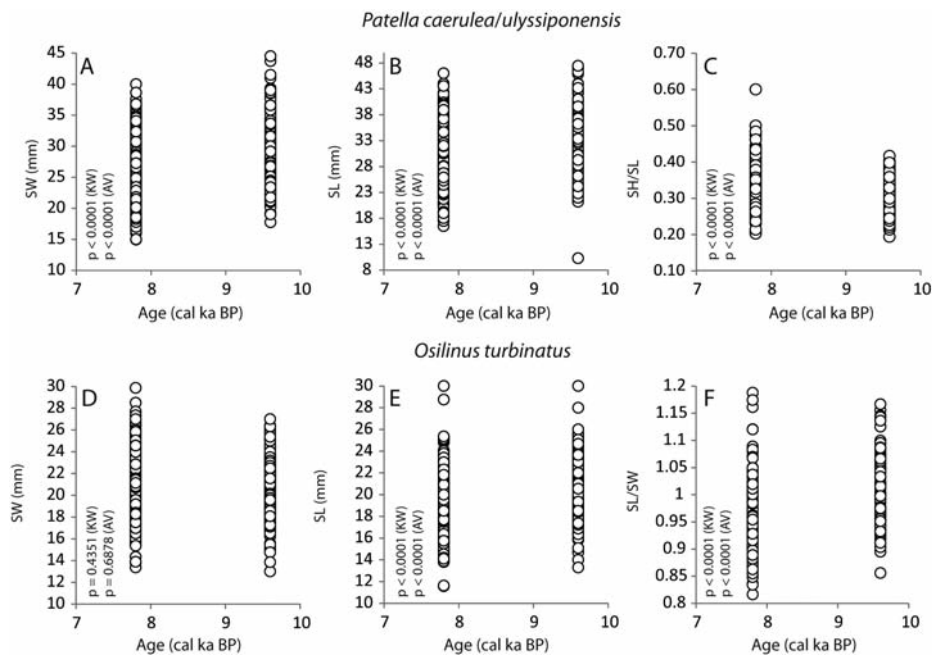 Patella caerulea/ulyssiponensis
A
SW (mm)
45
40
35
30
25
20
15
10
p < 0.0001 (KW)
p < 0.0001 (AV)
7 8 9 10
Age (cal ka BP)
B
SL (mm)
48
43
38
33
28
23
18
13
8
p < 0.0001 (KW)
p < 0.0001 (AV)
7 8 9 10
Age (cal ka BP)
C
SH/SL
0.70
0.60
0.50
0.40
0.30
0.20
0.10
p < 0.0001 (KW)
p < 0.0001 (AV)
7 8 9 10
Age (cal ka BP)
Osilinus turbinatus
D
SW (mm)
30
28
26
24
22
20
18
16
14
12
p = 0.4351 (KW)
p = 0.6878 (AV)
7 8 9 10
Age (cal ka BP)
E
SL (mm)
30
28
26
24
22
20
18
16
14
12
10
p < 0.0001 (KW)
p < 0.0001 (AV)
7 8 9 10
Age (cal ka BP)
F
SL/SW
1.2
1.15
1.1
1.05
1
0.95
0.9
0.85
0.8
p < 0.0001 (KW)
p < 0.0001 (AV)
7 8 9 10
Age (cal ka BP)